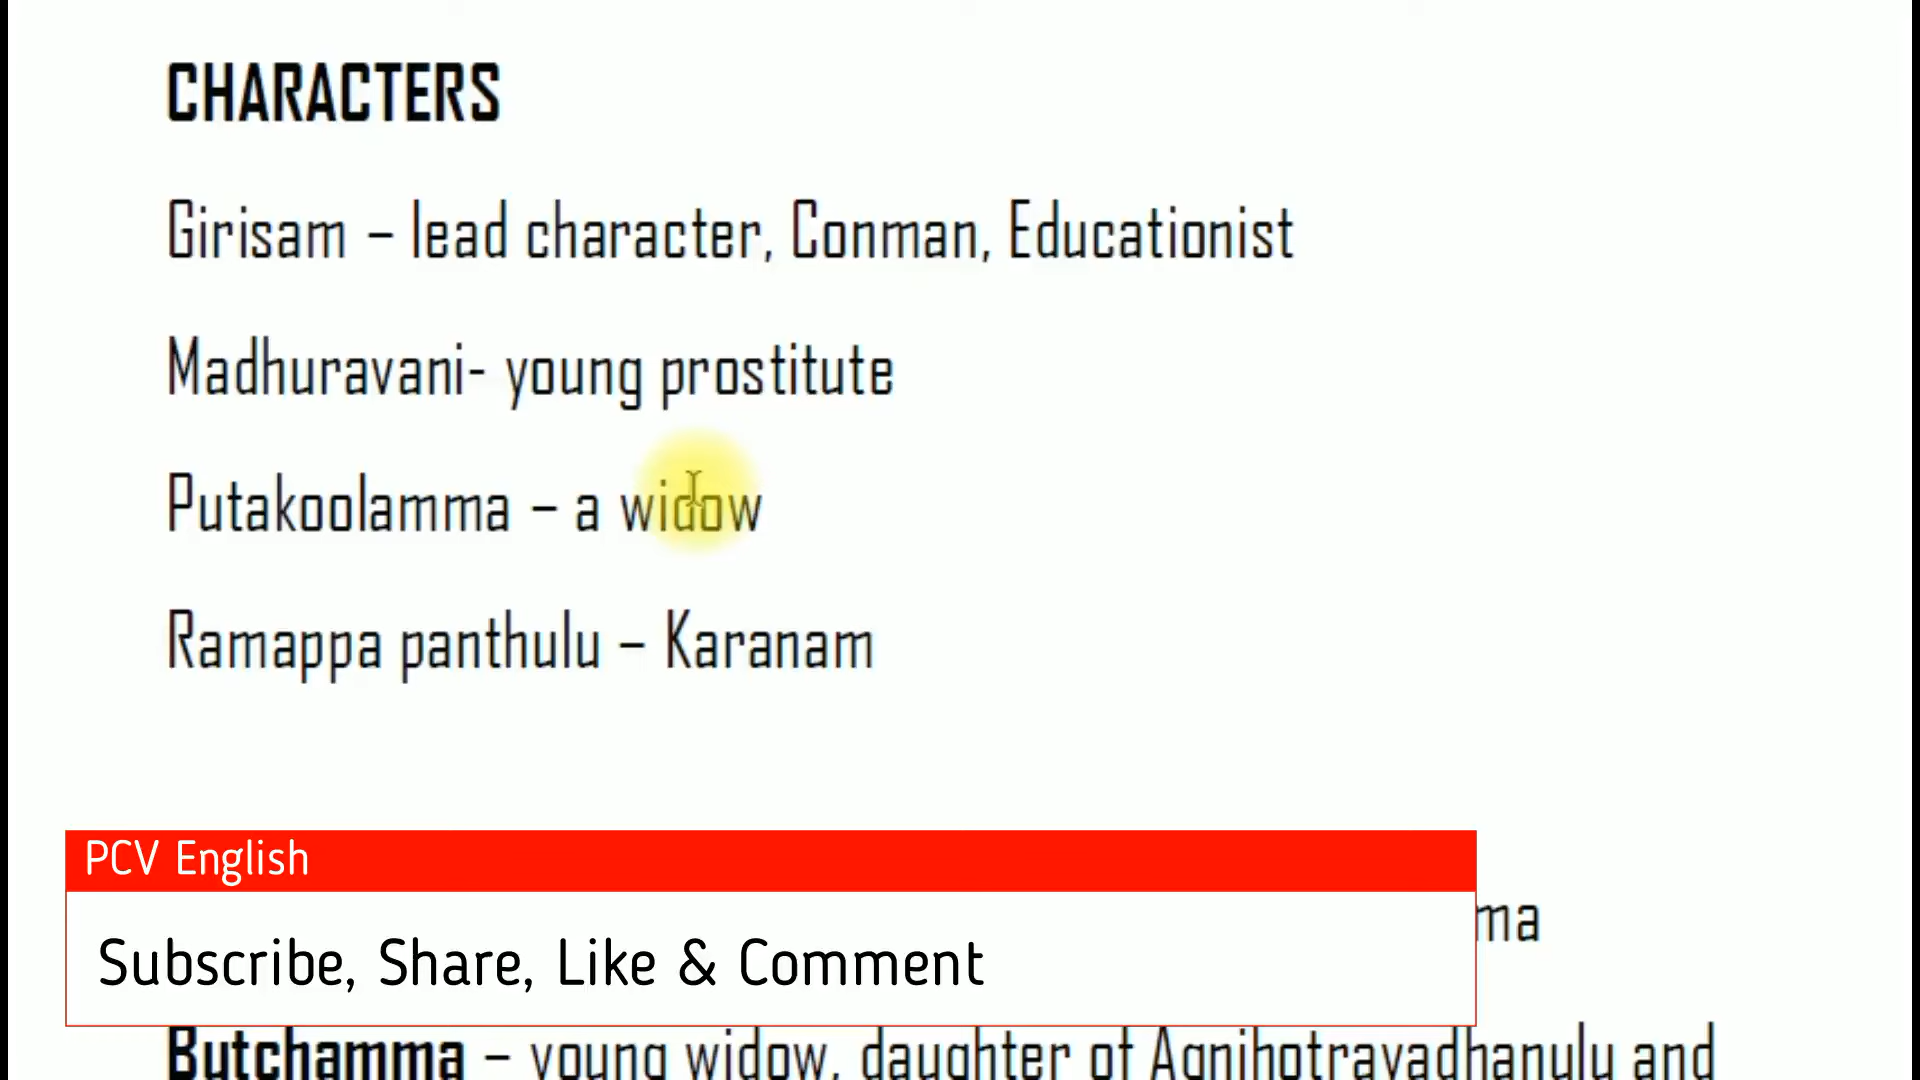 CHARACTERS
Girisam – lead character, Conman, Educationist
Madhuravani- young prostitute
Putakoolamma – a widow
Ramappa panthulu – Karanam
PCV English
ma
Subscribe, Share, Like & Comment
Butchamma – young widow, daughter of Agnihotravadhanulu and